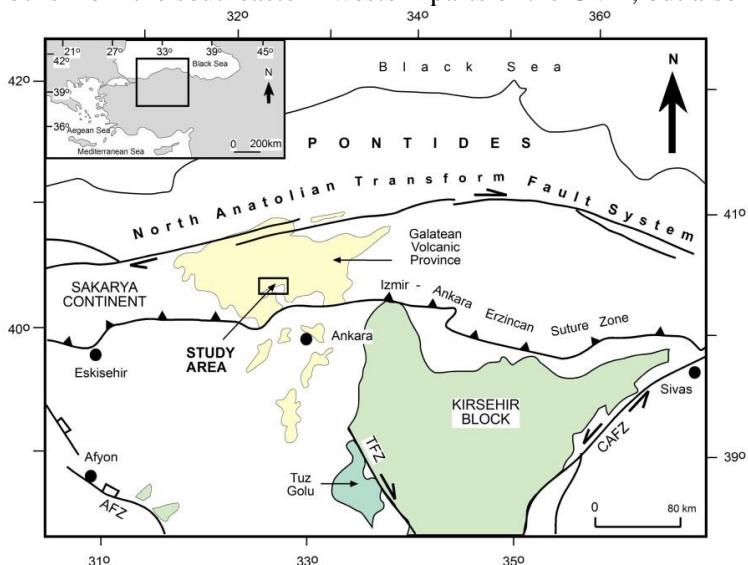 32º 34º 36º
21º 27º 33º 39º 45º
42º
39º
36º
Black Sea
N
Aegean Sea
Mediterranean Sea
0 200km
Black Sea
N
PONTIDES
North Anatolian Transform Fault System
42º
41º
40º
39º
Galatean
Volcanic
Province
SAKARYA
CONTINENT
Izmir - Ankara Erzincan Suture Zone
STUDY
AREA
Ankara
Eskisehir
KIRSEHIR
BLOCK
Sivas
Afyon
AFZ
Tuz
Golu
TFZ
CAFZ
0 80 km
31º 33º 35º